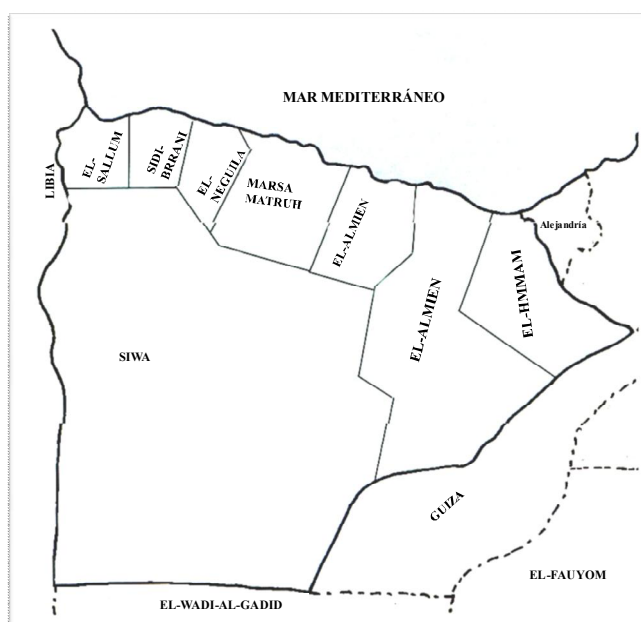 MAR MEDITERRÁNEO
LIBIA
EL-
SALLUM
SIDI-
BRRANI
EL-
NEGUILA
MARSA
MATRUH
EL-ALMIEN
EL-ALMIEN
EL-HMMAM
Alejandría
SIWA
GUIZA
EL-FAUYOM
EL-WADI-AL-GADID